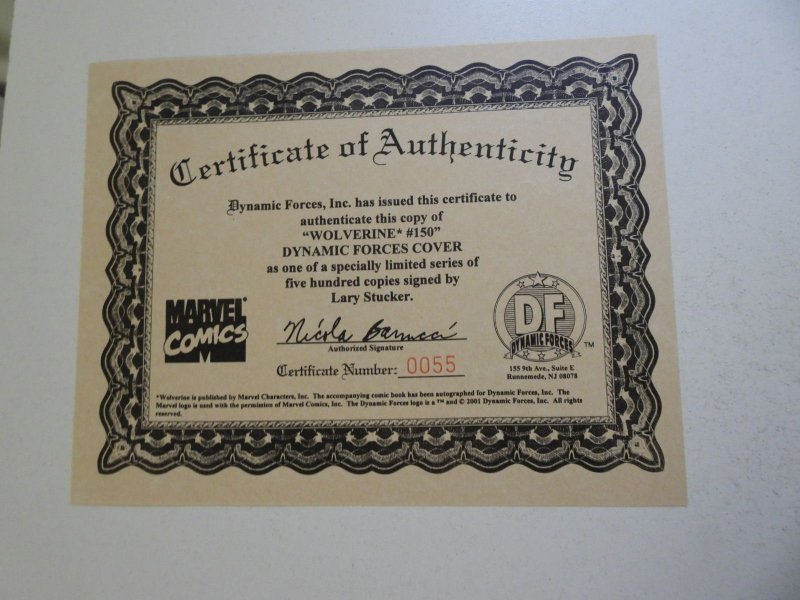 Certificate of Authenticity
Dynamic Forces, Inc. has issued this certificate to
authenticate this copy of
"WOLVERINE* #150"
DYNAMIC FORCES COVER
as one of a specially limited series of
five hundred copies signed by
Lary Stucker.
MARVEL
COMICS
M
Nicola Barrucci
Authorized Signature
Certificate Number: 0055
DF
DYNAMIC FORCES
TM
155 9th Ave., Suite E
Runnemede, NJ 08078
*Wolverine is published by Marvel Characters, Inc. The accompanying comic book has been autographed for Dynamic Forces, Inc. The
Marvel logo is used with the permission of Marvel Comics, Inc. The Dynamic Forces logo is a ™ and © 2001 Dynamic Forces, Inc. All rights
reserved.